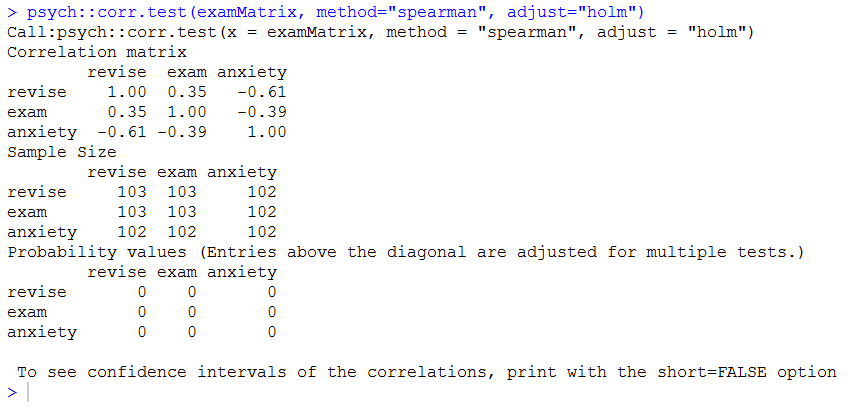 > psych::corr.test(examMatrix, method="spearman", adjust="holm")
Call:psych::corr.test(x = examMatrix, method = "spearman", adjust = "holm")
Correlation matrix
        revise  exam anxiety
revise    1.00  0.35   -0.61
exam      0.35  1.00   -0.39
anxiety  -0.61 -0.39    1.00
Sample Size
        revise exam anxiety
revise     103  103     102
exam       103  103     102
anxiety    102  102     102
Probability values (Entries above the diagonal are adjusted for multiple tests.)
        revise exam anxiety
revise       0    0       0
exam         0    0       0
anxiety      0    0       0
 To see confidence intervals of the correlations, print with the short=FALSE option
>